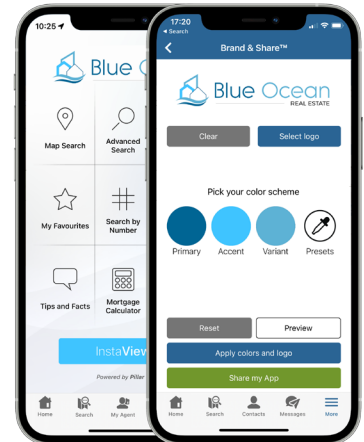 10:25
Blue
Map Search
Advanced
Search
My Favourites
Search by
Number
Tips and Facts
Mortgage
Calculator
InstaView
Powered by Pillar
Home
Search
My Agent
17:20
Search
Brand & Share™
Blue Ocean
REAL ESTATE
Clear
Select logo
Pick your color scheme
Primary
Accent
Variant
Presets
Reset
Preview
Apply colors and logo
Share my App
Home
Search
Contacts
Messages
More